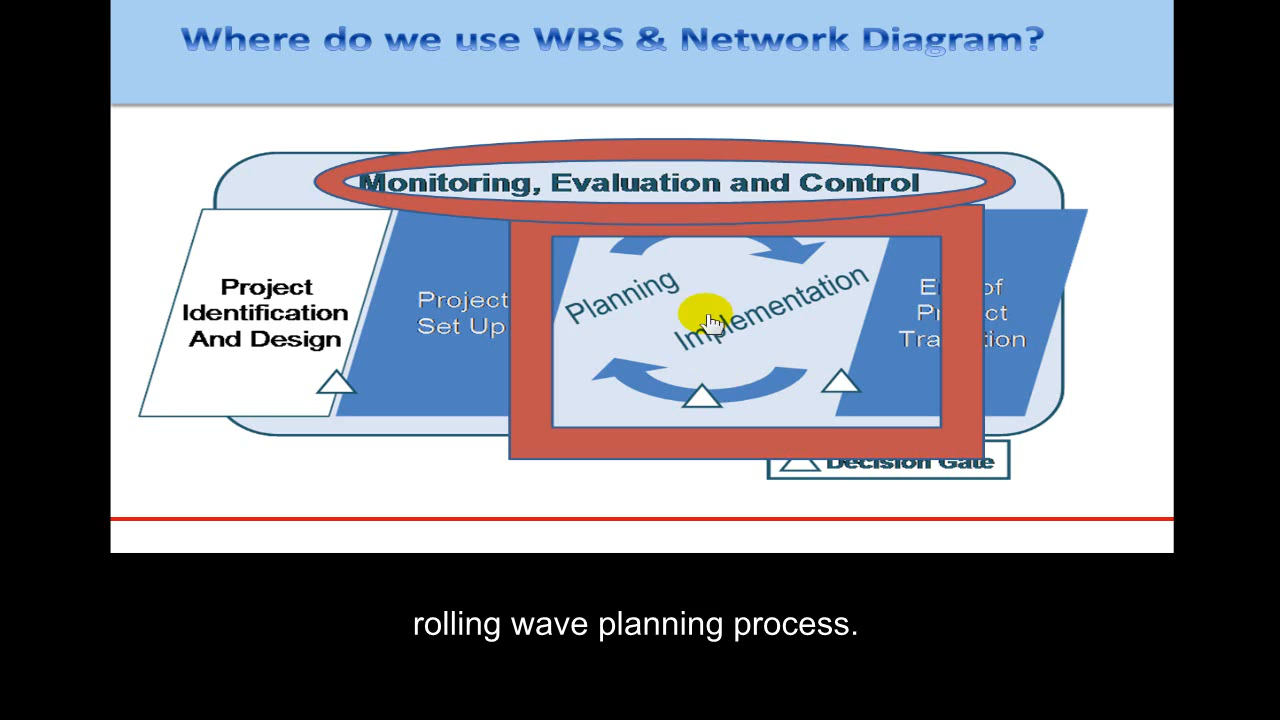 Where do we use WBS & Network Diagram?
Monitoring, Evaluation and Control
Project
Identification
And Design
Project
Set Up
Planning
Implementation
of
Decision Gate
rolling wave planning process.